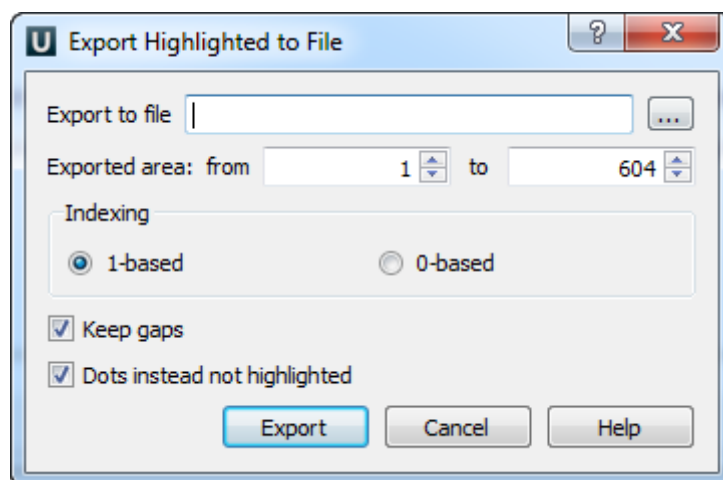 U Export Highlighted to File ? X
Export to file ...
Exported area: from 1 to 604
Indexing
1-based 0-based
Keep gaps
Dots instead not highlighted
Export Cancel Help